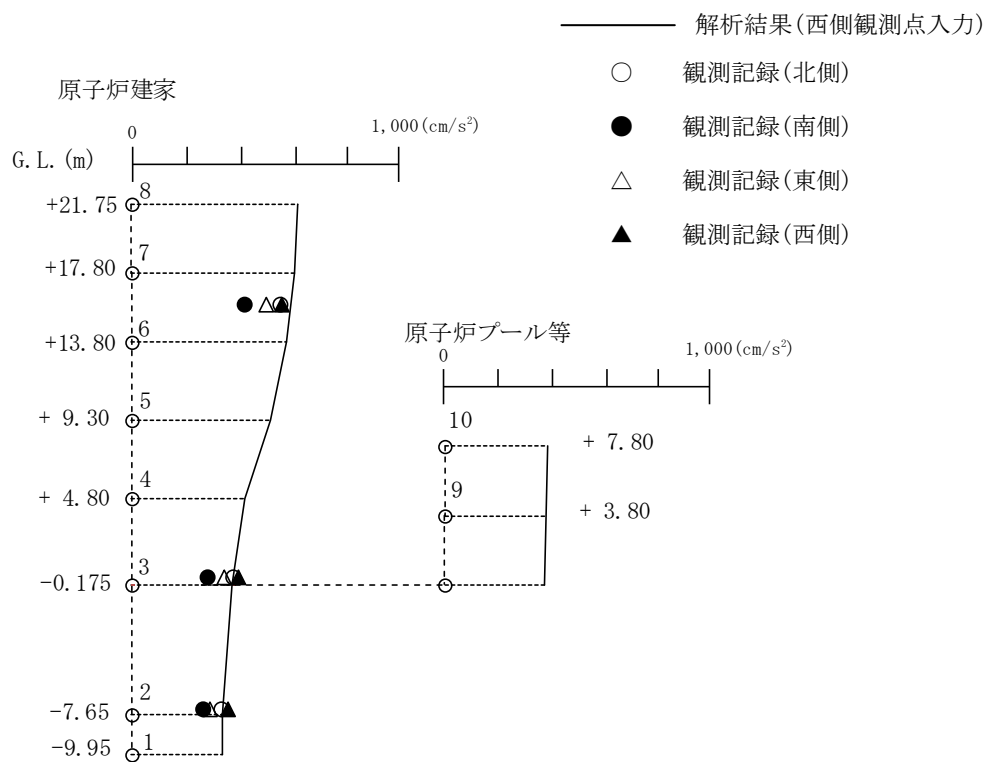 解析結果(西側観測点入力)
観測記録(北側)
原子炉建家
観測記録(南側)
0
1,000(cm/s²)
G.L.(m)
観測記録(東側)
8
+21.75
観測記録(西側)
7
+17.80
6
+13.80
原子炉プール等
0
1,000(cm/s²)
5
+ 9.30
10
+ 7.80
4
+ 4.80
9
+ 3.80
3
-0.175
2
-7.65
1
-9.95